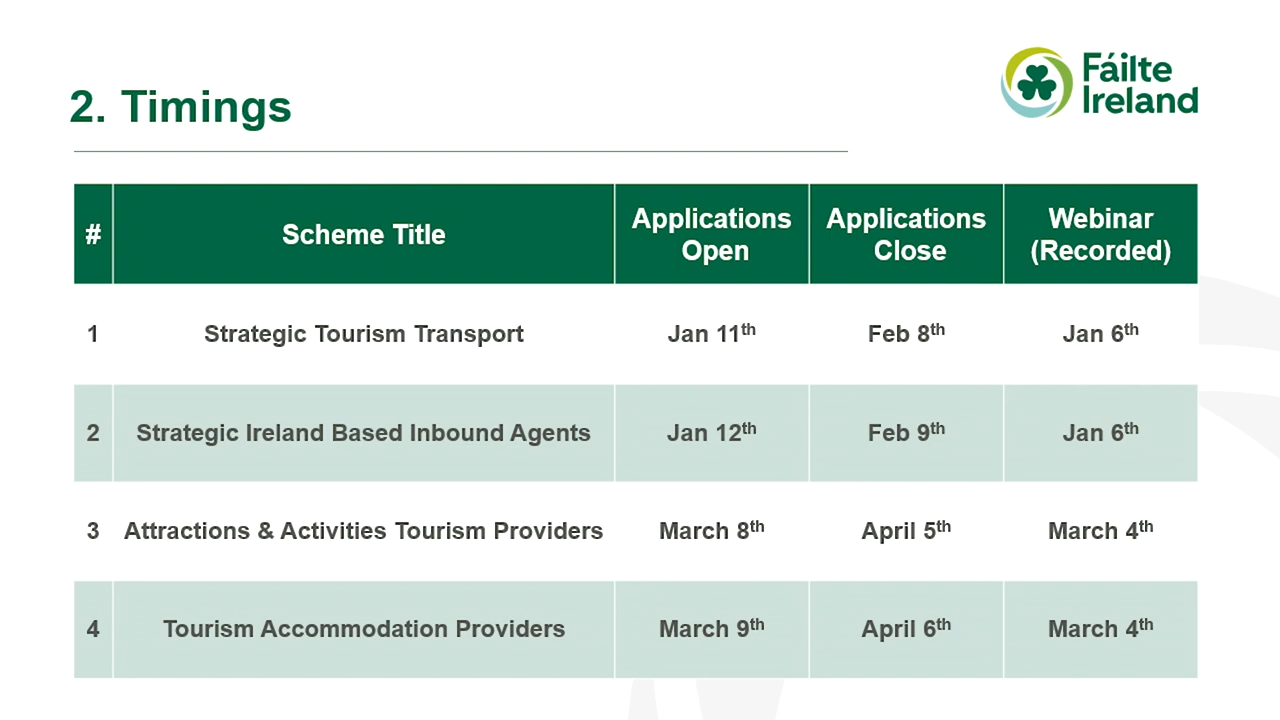 2. Timings
Fáilte
Ireland
# Scheme Title Applications Open Applications Close Webinar (Recorded)
1 Strategic Tourism Transport Jan 11th Feb 8th Jan 6th
2 Strategic Ireland Based Inbound Agents Jan 12th Feb 9th Jan 6th
3 Attractions & Activities Tourism Providers March 8th April 5th March 4th
4 Tourism Accommodation Providers March 9th April 6th March 4th